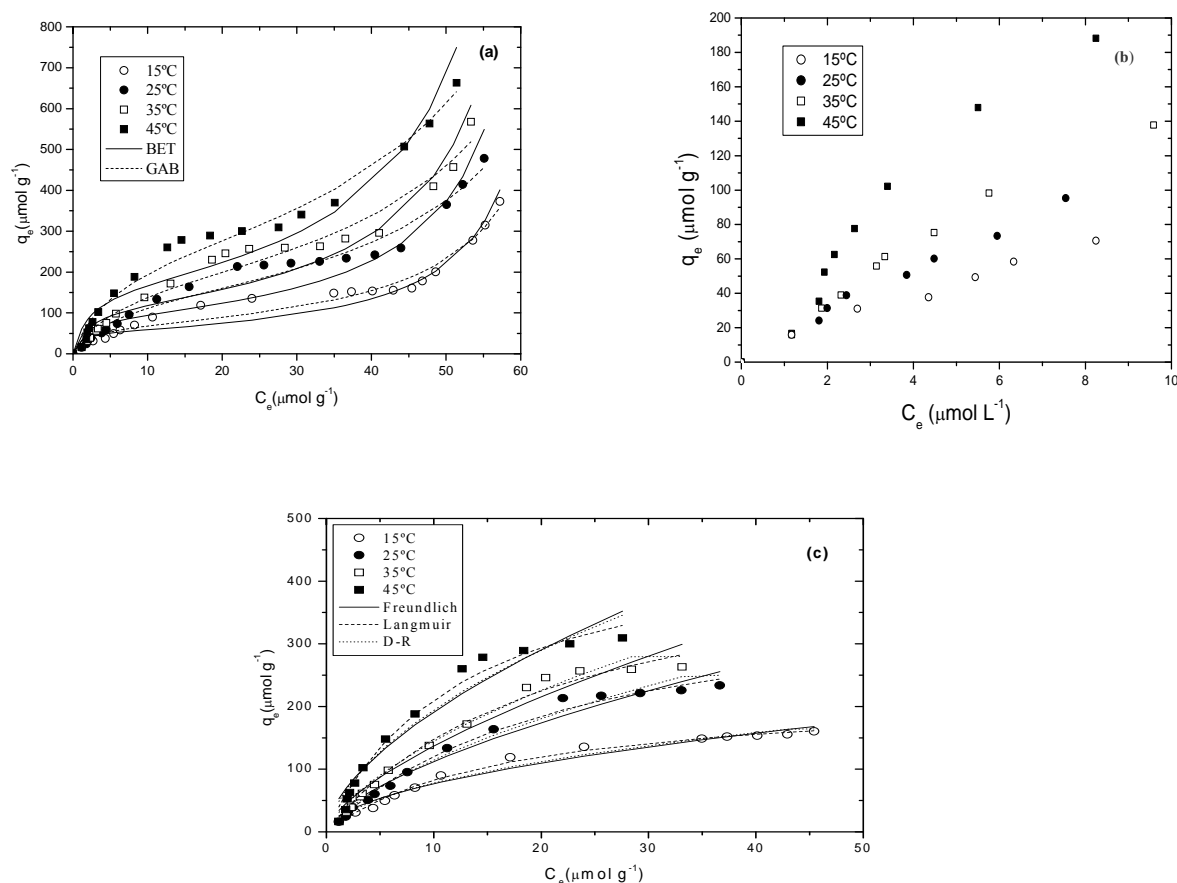 800
700
600
500
400
300
200
100
0
q_e(μmol g⁻¹)
(a)
15ºC
25ºC
35ºC
45ºC
BET
GAB
0 10 20 30 40 50 60
C_e(μmol g⁻¹)
200
180
160
140
120
100
80
60
40
20
0
q_e (μmol g⁻¹)
(b)
15ºC
25ºC
35ºC
45ºC
0 2 4 6 8 10
C_e (μmol L⁻¹)
500
400
300
200
100
0
q_e(μmol g⁻¹)
(c)
15ºC
25ºC
35ºC
45ºC
Freundlich
Langmuir
D-R
0 10 20 30 40 50
C_e(μmol g⁻¹)